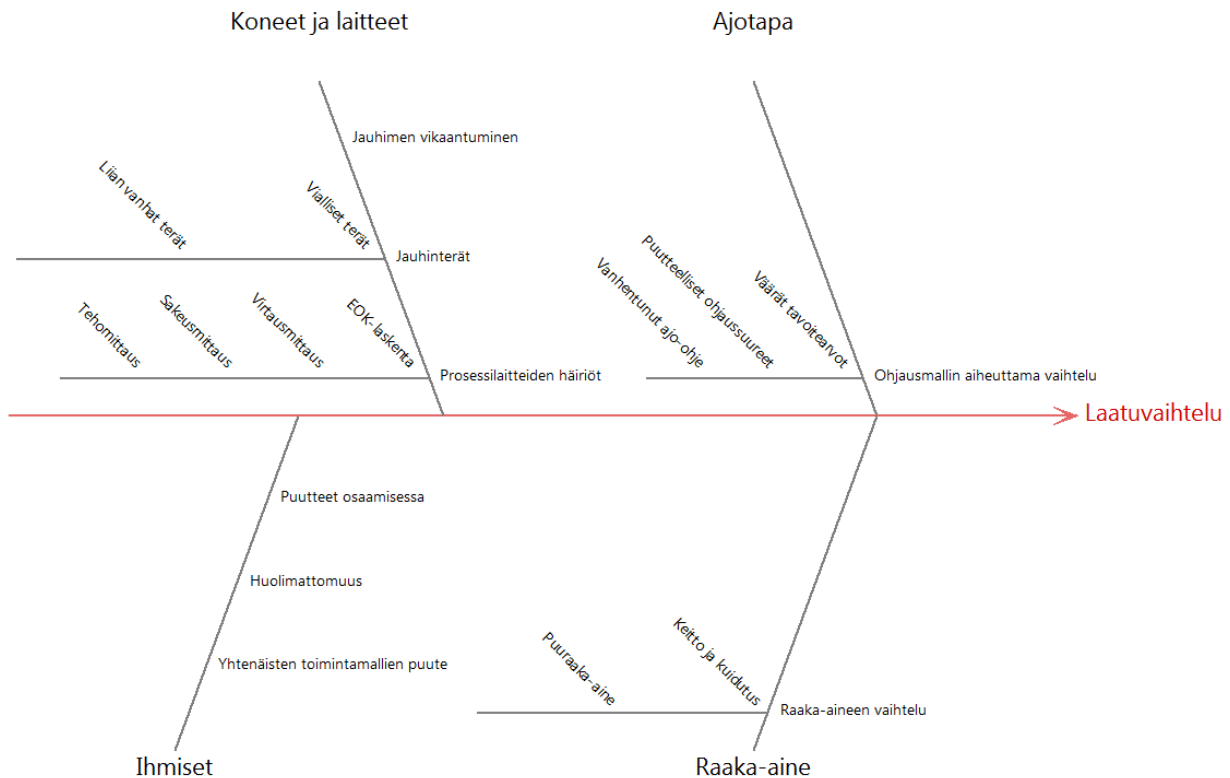 Koneet ja laitteet
Ajotapa
Jauhimen vikaantuminen
Liian vanhat terät
Vialliset terät
Jauhinterät
Tehomittaus
Sakeusmittaus
Virtausmittaus
EOK-laskenta
Prosessilaitteiden häiriöt
Vanhentunut ajo-ohje
Puutteelliset ohjaussuureet
Väärät tavoitearvot
Ohjausmallin aiheuttama vaihtelu
Laatuvaihtelu
Puutteet osaamisessa
Huolimattomuus
Yhtenäisten toimintamallien puute
Puuraaka-aine
Keitto ja kuidutus
Raaka-aineen vaihtelu
Ihmiset
Raaka-aine